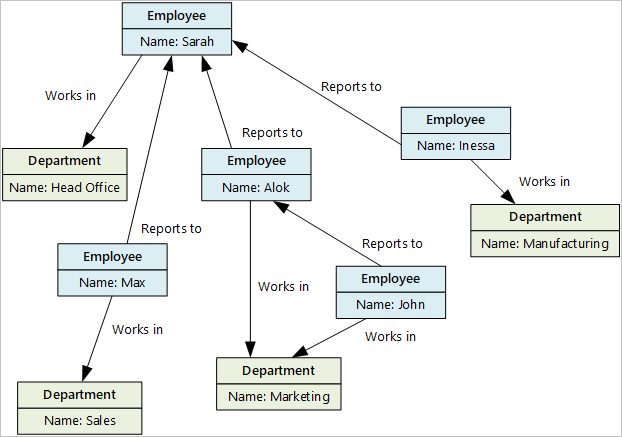 Employee
Name: Sarah
Reports to
Works in
Employee
Name: Inessa
Reports to
Department
Name: Head Office
Employee
Name: Alok
Works in
Department
Name: Manufacturing
Reports to
Reports to
Employee
Name: Max
Employee
Name: John
Works in
Works in
Works in
Department
Name: Marketing
Department
Name: Sales